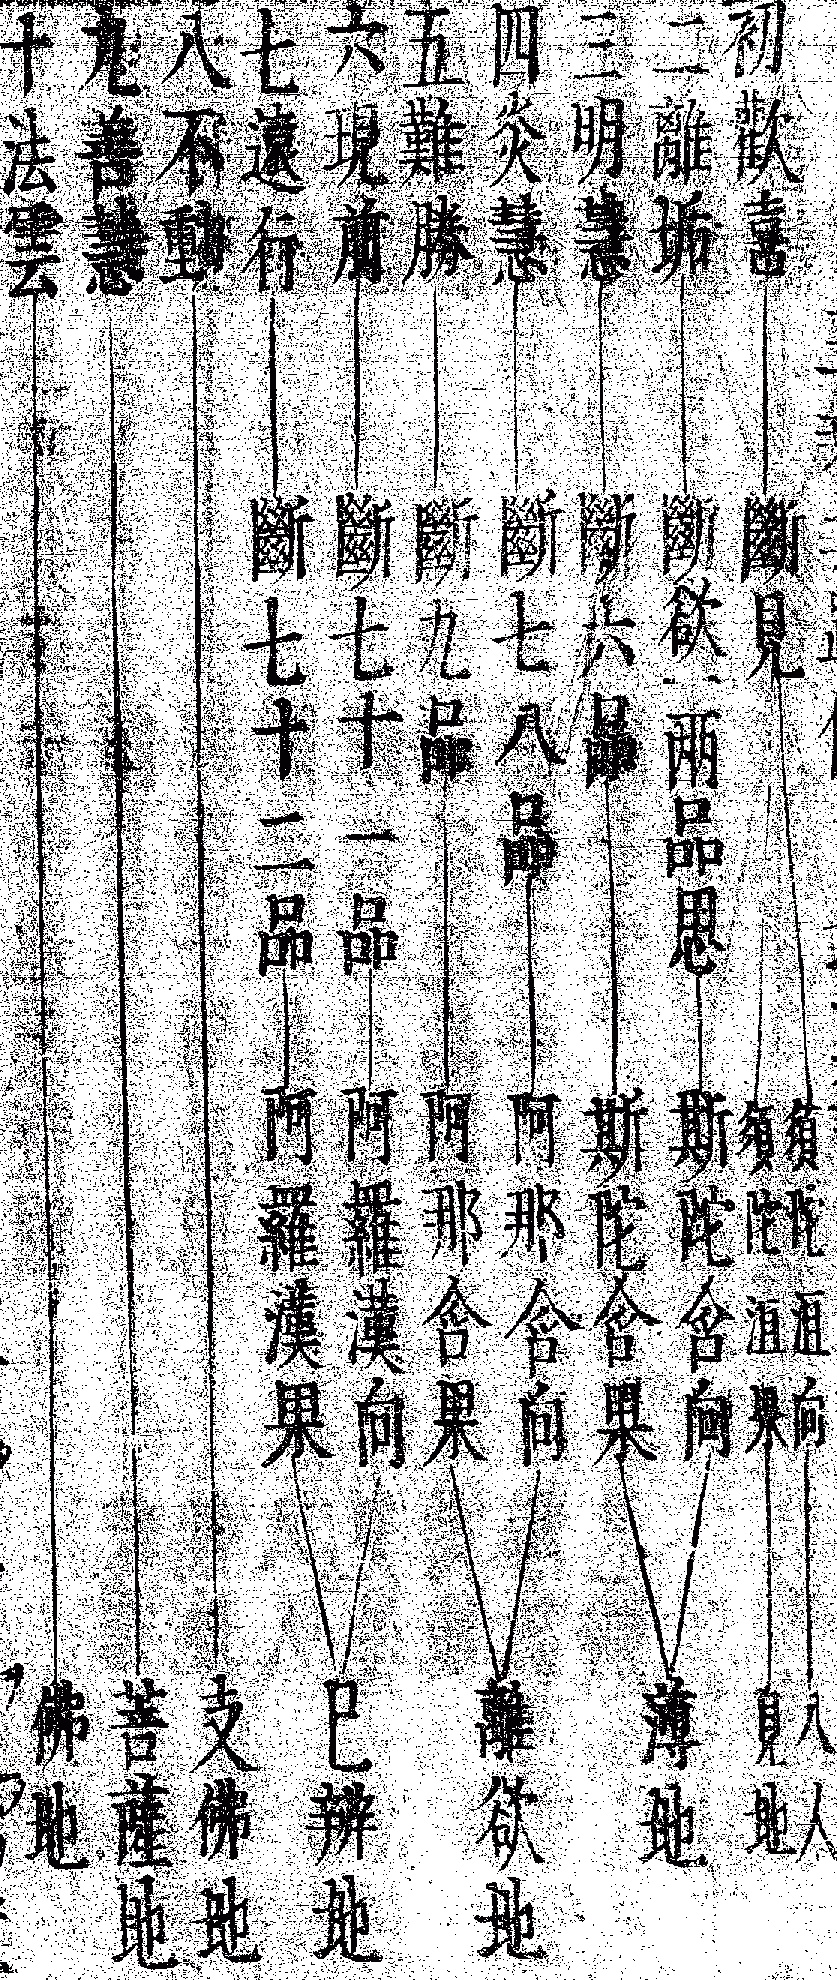 初歡喜 斷見 須陀洹向 八人
須陀洹果 見地
二離垢 斷欲兩品思 斯陀含向 薄地
三明慧 斷六品 斯陀含果
四炎慧 斷七八品 阿那含向 離欲地
五難勝 斷九品 阿那含果
六現前 斷七十一品 阿羅漢向 巳辨地
七遠行 斷七十二品 阿羅漢果
八不動 支佛地
九善慧 菩薩地
十法雲 佛地